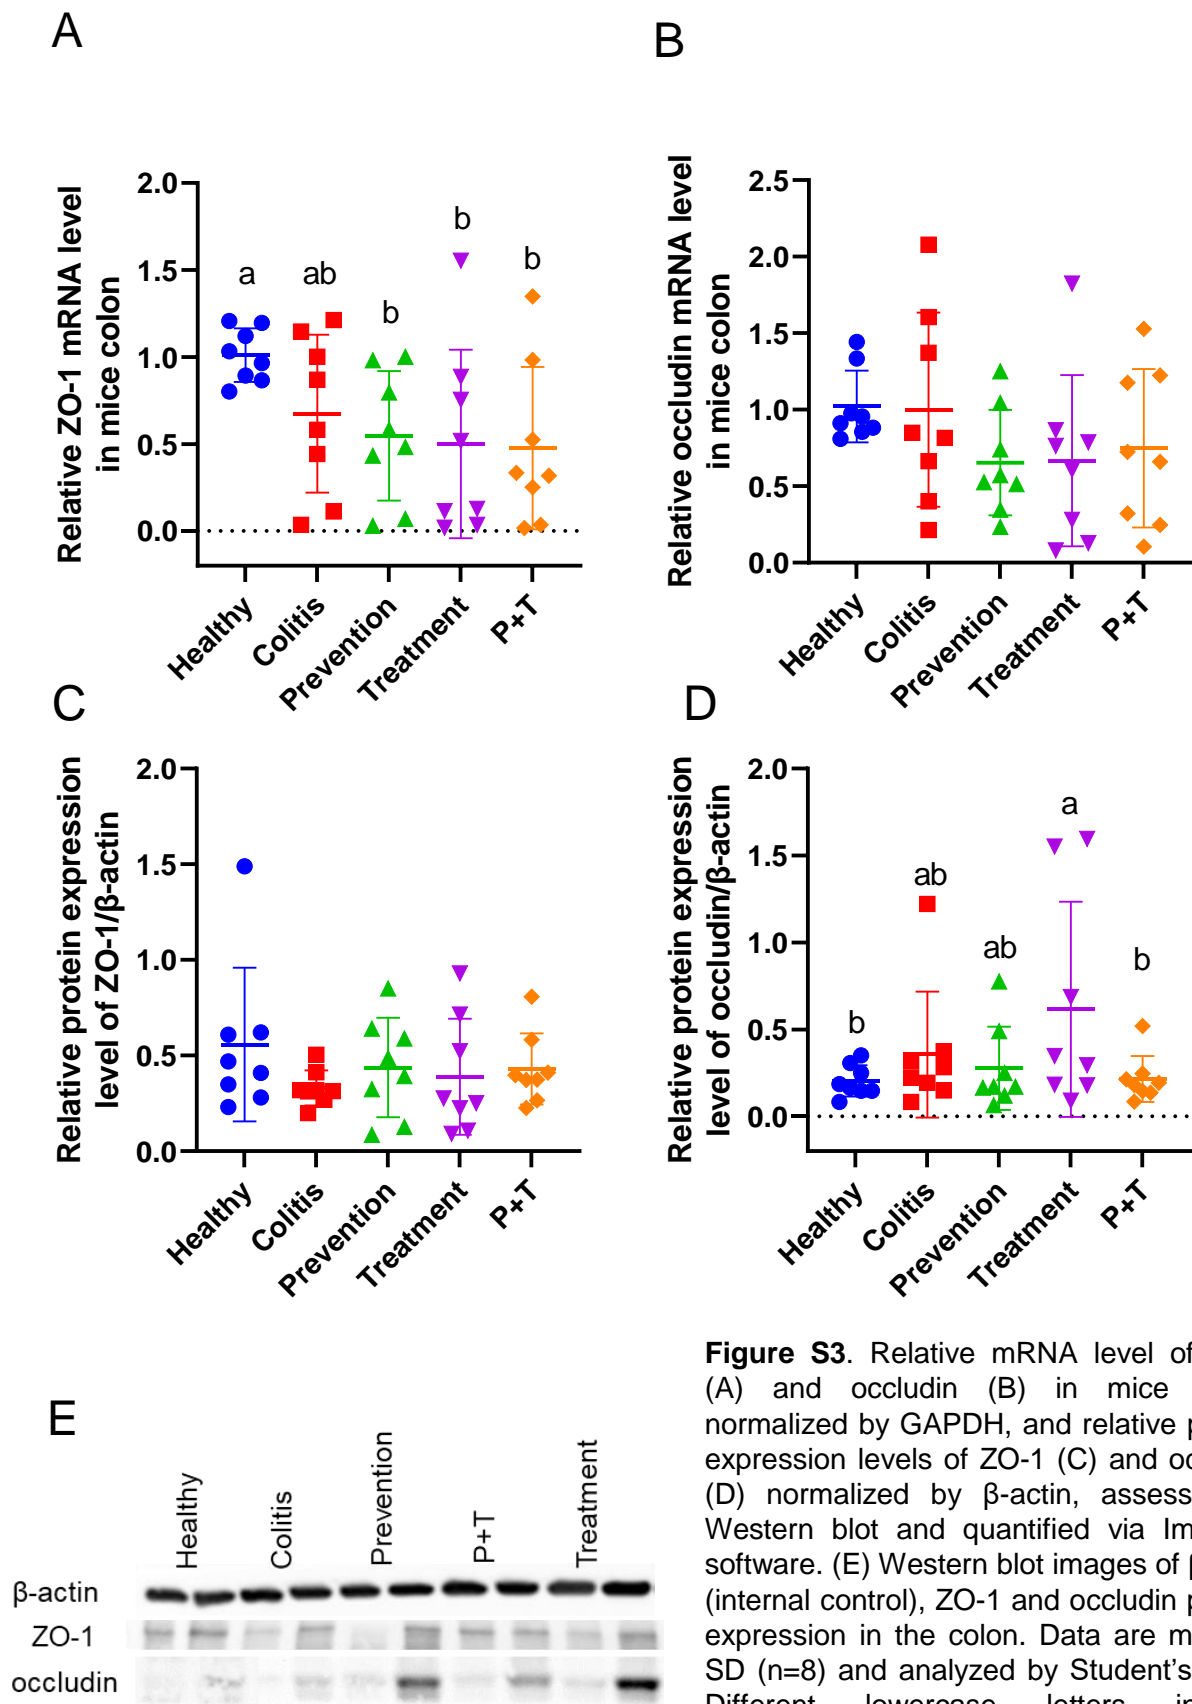 A
Relative ZO-1 mRNA level
in mice colon
2.0
1.5
1.0
0.5
0.0
a
ab
b
b
b
Healthy
Colitis
Prevention
Treatment
P+T
B
Relative occludin mRNA level
in mice colon
2.5
2.0
1.5
1.0
0.5
0.0
Healthy
Colitis
Prevention
Treatment
P+T
C
Relative protein expression
level of ZO-1/β-actin
2.0
1.5
1.0
0.5
0.0
Healthy
Colitis
Prevention
Treatment
P+T
D
Relative protein expression
level of occludin/β-actin
2.0
1.5
1.0
0.5
0.0
b
ab
ab
a
b
Healthy
Colitis
Prevention
Treatment
P+T
E
Healthy
Colitis
Prevention
P+T
Treatment
β-actin
ZO-1
occludin
Figure S3. Relative mRNA level of
(A) and occludin (B) in mice
normalized by GAPDH, and relative
expression levels of ZO-1 (C) and
(D) normalized by β-actin,
Western blot and quantified via
software. (E) Western blot images of
(internal control), ZO-1 and occludin
expression in the colon. Data are
SD (n=8) and analyzed by Student's
Different lowercase letters